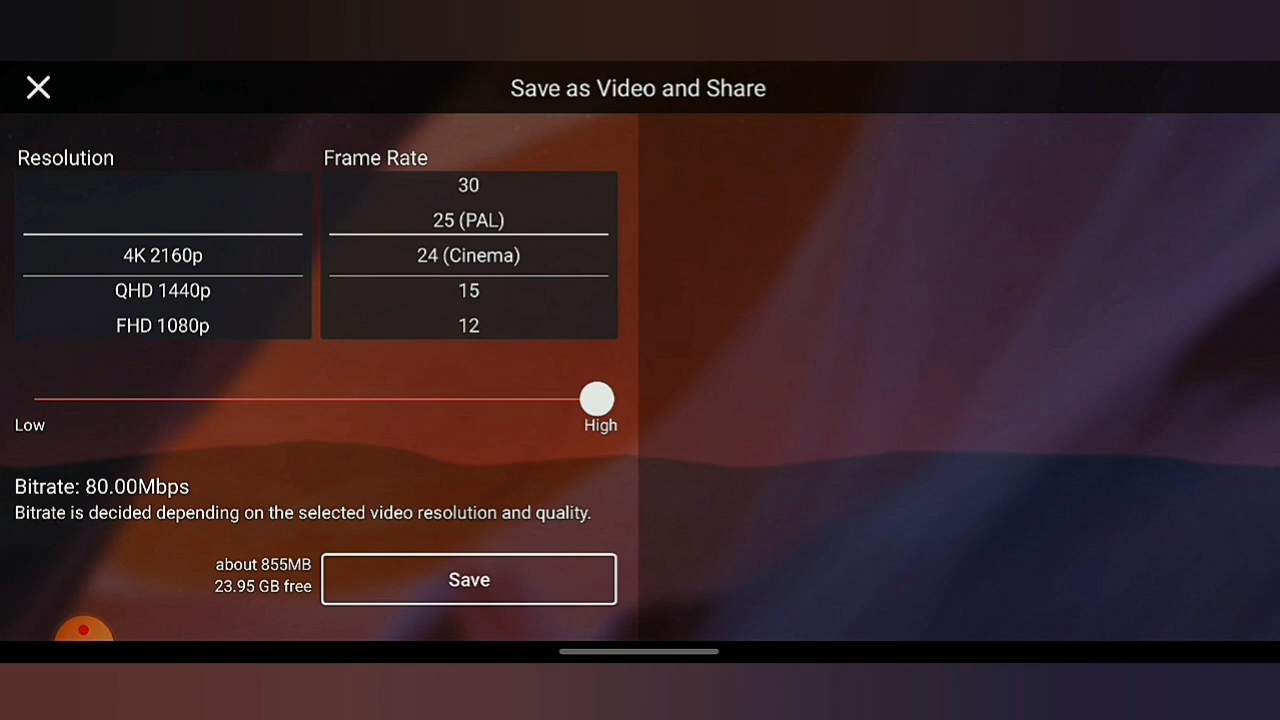 Save as Video and Share
Resolution
Frame Rate
30
25 (PAL)
4K 2160p
24 (Cinema)
QHD 1440p
15
FHD 1080p
12
Low
High
Bitrate: 80.00Mbps
Bitrate is decided depending on the selected video resolution and quality.
about 855MB
23.95 GB free
Save